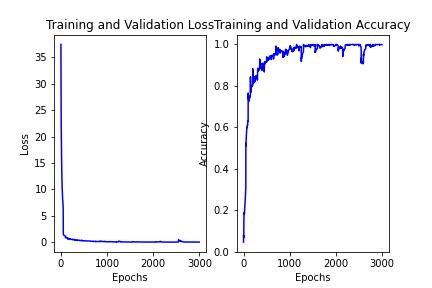 Training and Validation Loss
35
30
25
20
15
10
5
0
Loss
0 1000 2000 3000
Epochs
Training and Validation Accuracy
1.0
0.8
0.6
0.4
0.2
0.0
Accuracy
0 1000 2000 3000
Epochs